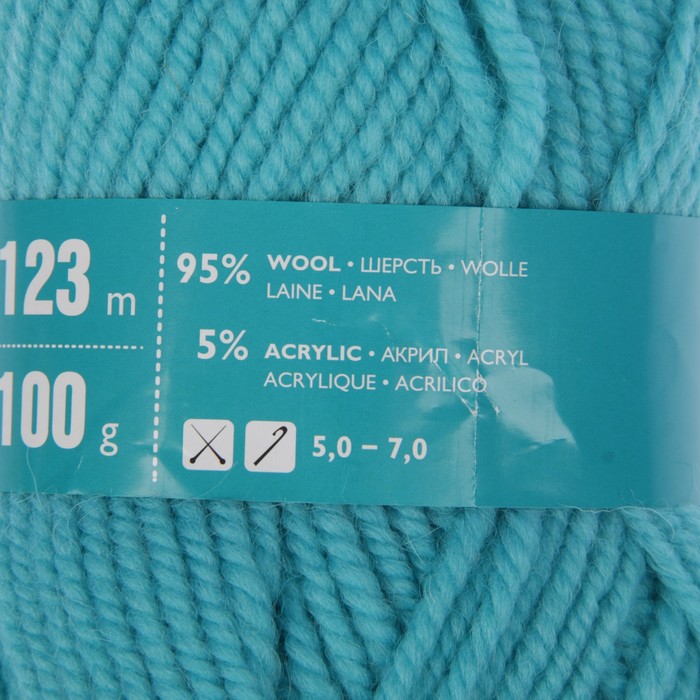 123 m
100 g
95% WOOL • ШЕРСТЬ • WOLLE
LAINE • LANA
5% ACRYLIC • АКРИЛ • ACRYL
ACRYLIQUE • ACRILICO
5,0 – 7,0